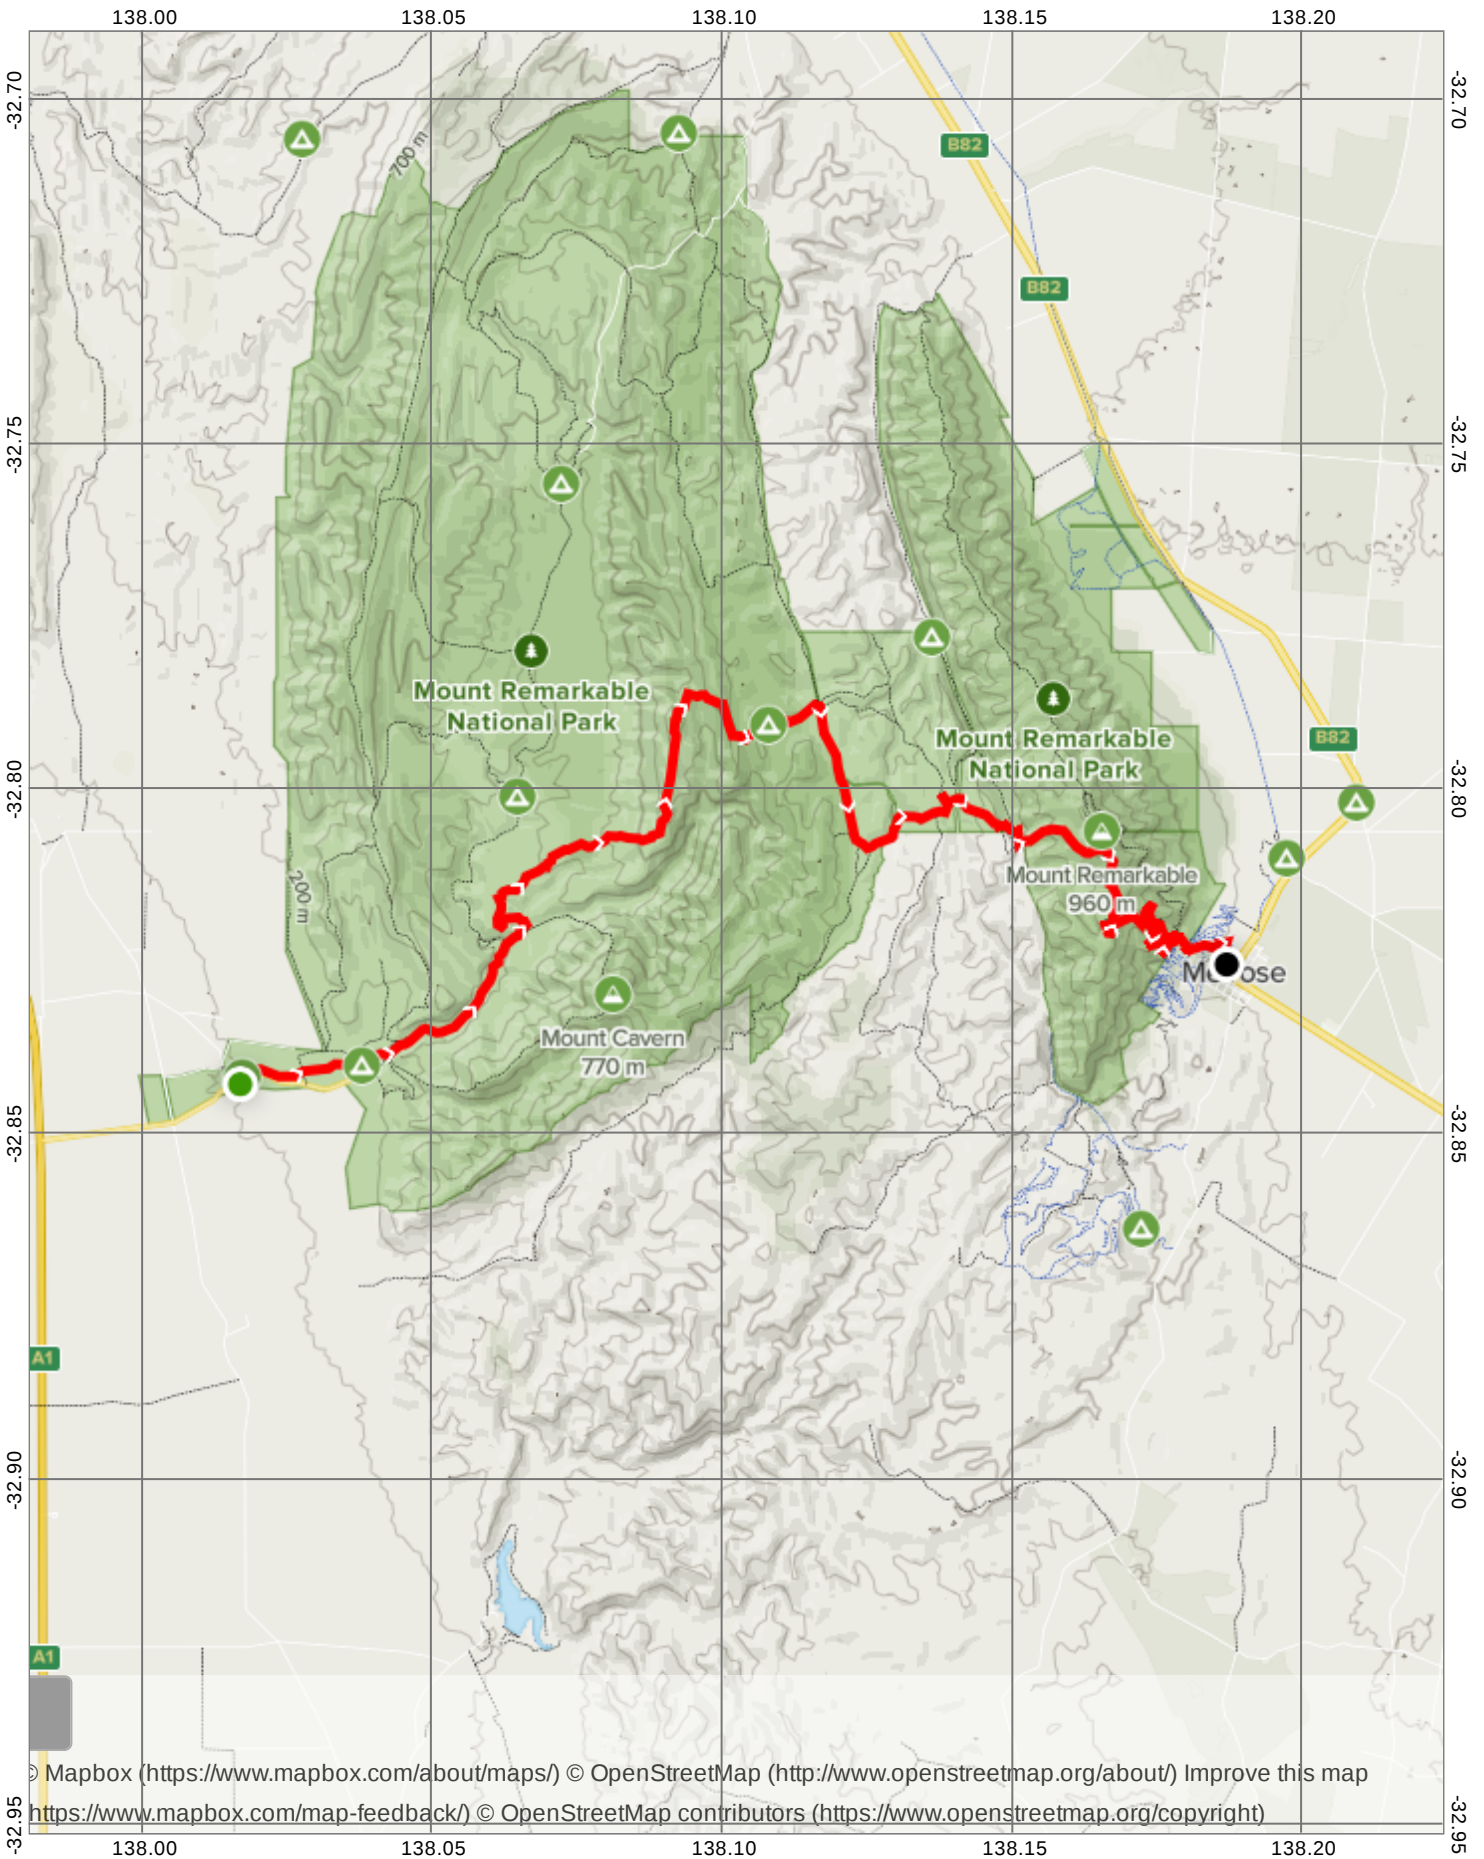 138.00 138.05 138.10 138.15 138.20
-32.70 -32.70
700 m
B82
B82
-32.75 -32.75
Mount Remarkable
National Park
Mount Remarkable
National Park
B82
-32.80 -32.80
Mount Remarkable
960 m
200 m
Mount Cavern
770 m
-32.85 -32.85
A1
-32.90 -32.90
A1
© Mapbox (https://www.mapbox.com/about/maps/) © OpenStreetMap (http://www.openstreetmap.org/about/) Improve this map
https://www.mapbox.com/map-feedback/) © OpenStreetMap contributors (https://www.openstreetmap.org/copyright)
-32.95 -32.95
138.00 138.05 138.10 138.15 138.20